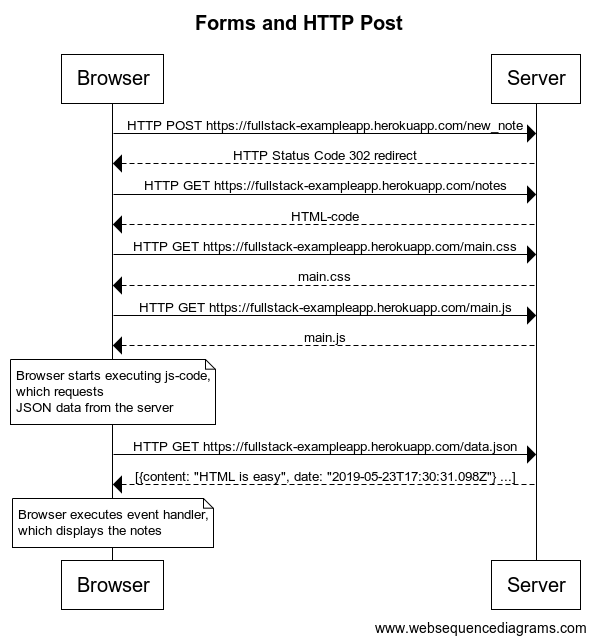 Forms and HTTP Post
Browser
Server
HTTP POST https://fullstack-exampleapp.herokuapp.com/new_note
HTTP Status Code 302 redirect
HTTP GET https://fullstack-exampleapp.herokuapp.com/notes
HTML-code
HTTP GET https://fullstack-exampleapp.herokuapp.com/main.css
main.css
HTTP GET https://fullstack-exampleapp.herokuapp.com/main.js
main.js
Browser starts executing js-code,
which requests
JSON data from the server
HTTP GET https://fullstack-exampleapp.herokuapp.com/data.json
[{content: "HTML is easy", date: "2019-05-23T17:30:31.098Z"} ...]
Browser executes event handler,
which displays the notes
Browser
Server
www.websequencediagrams.com